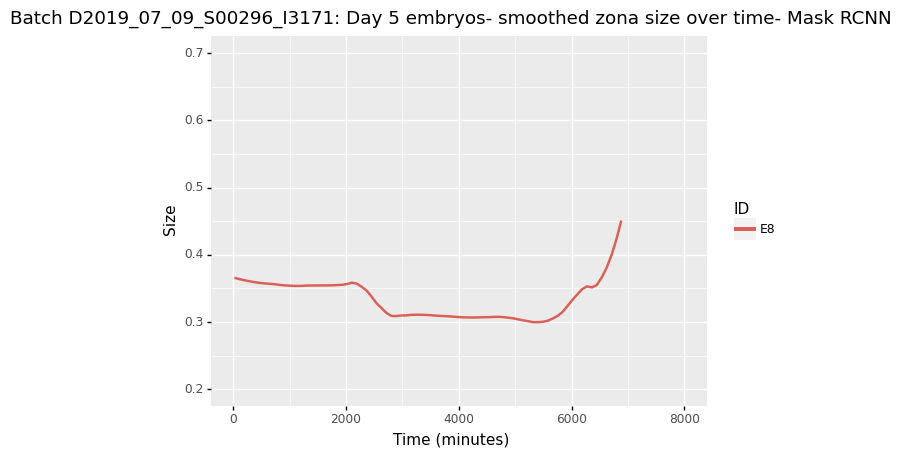 Batch D2019_07_09_S00296_I3171: Day 5 embryos- smoothed zona size over time- Mask RCNN
0.7
0.6
0.5
0.4
0.3
0.2
Size
0 2000 4000 6000 8000
Time (minutes)
ID
E8